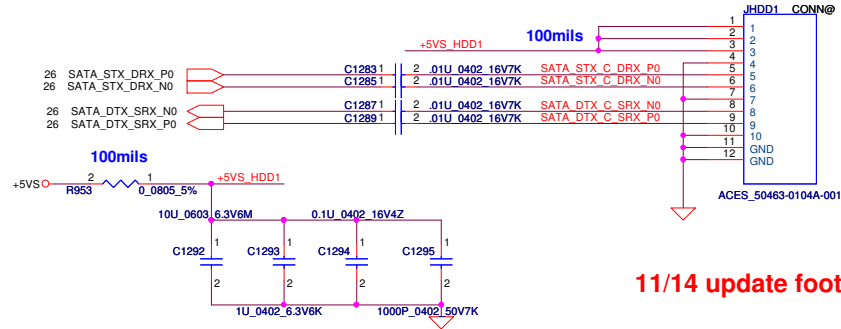 JHDD1 CONN@
+5VS_HDD1 100mils 1 1
2 2
3 3
4 4
26 SATA_STX_DRX_P0 C1283 1 2 .01U_0402_16V7K SATA_STX_C_DRX_P0 5 5
26 SATA_STX_DRX_N0 C1285 1 2 .01U_0402_16V7K SATA_STX_C_DRX_N0 6 6
7 7
26 SATA_DTX_SRX_N0 C1287 1 2 .01U_0402_16V7K SATA_DTX_C_SRX_N0 8 8
26 SATA_DTX_SRX_P0 C1289 1 2 .01U_0402_16V7K SATA_DTX_C_SRX_P0 9 9
10 10
11 GND
12 GND
ACES_50463-0104A-001
100mils
+5VS 2 1 +5VS_HDD1
R953 0_0805_5%
10U_0603_6.3V6M 0.1U_0402_16V4Z
1 1 1 1
C1292 C1293 C1294 C1295
2 2 2 2
1U_0402_6.3V6K 1000P_0402_50V7K
11/14 update foot